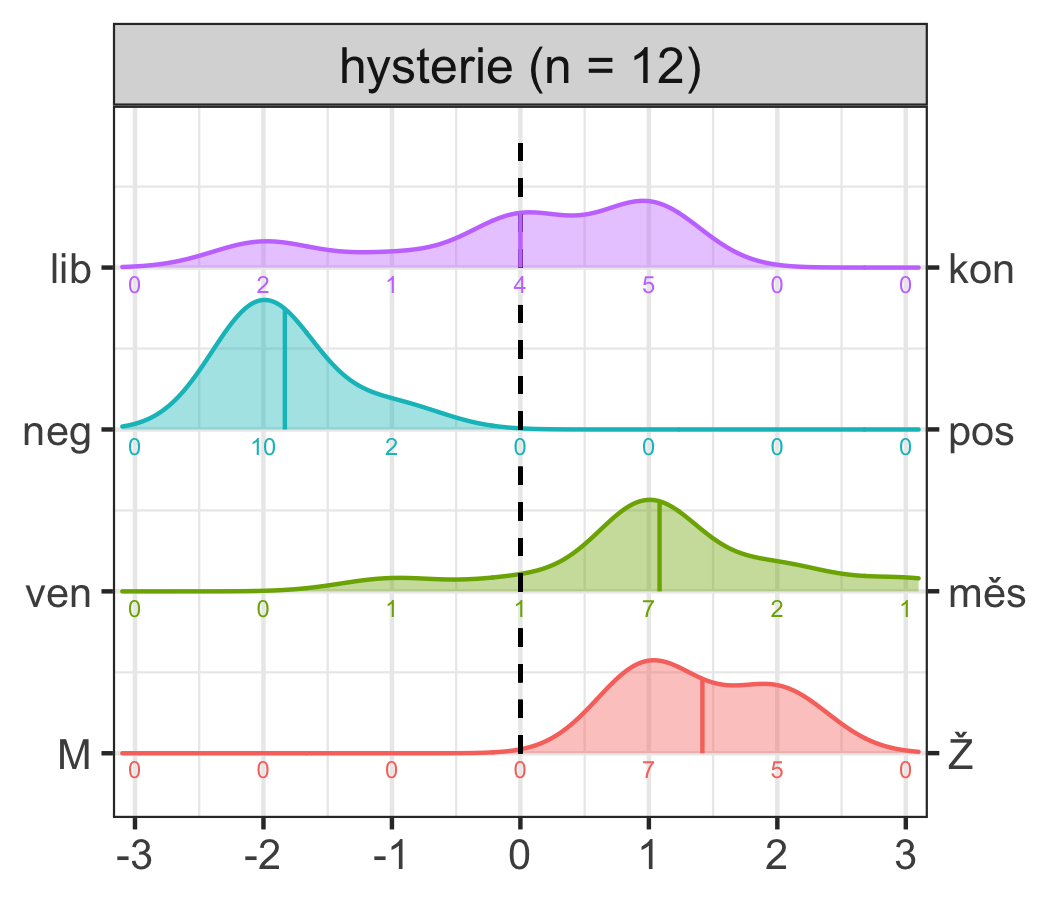 hysterie (n = 12)
lib kon
0 2 1 4 5 0 0
neg pos
0 10 2 0 0 0 0
ven měs
0 0 1 1 7 2 1
M Ž
0 0 0 0 7 5 0
-3 -2 -1 0 1 2 3